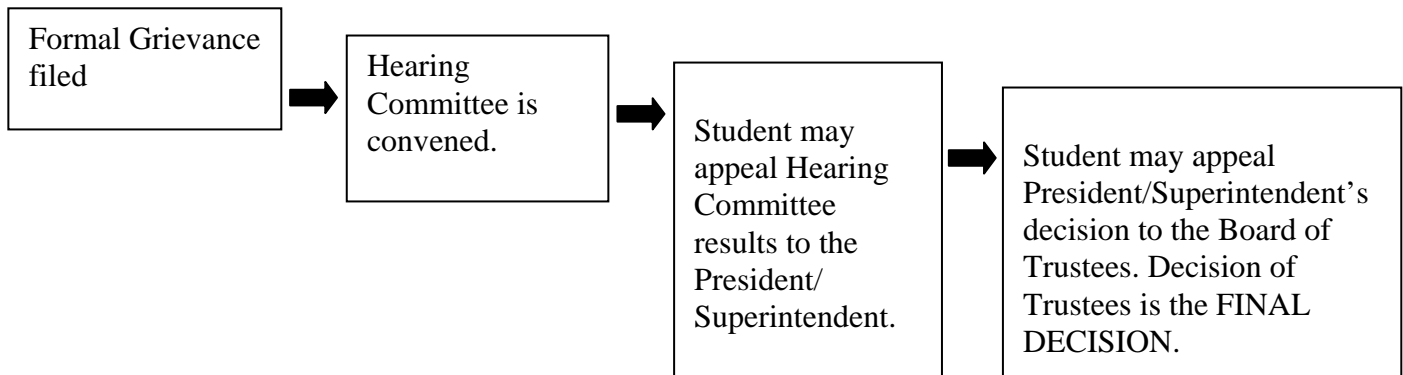 Formal Grievance
filed
Hearing
Committee is
convened.
Student may
appeal Hearing
Committee
results to the
President/
Superintendent.
Student may appeal
President/Superintendent’s
decision to the Board of
Trustees. Decision of
Trustees is the FINAL
DECISION.